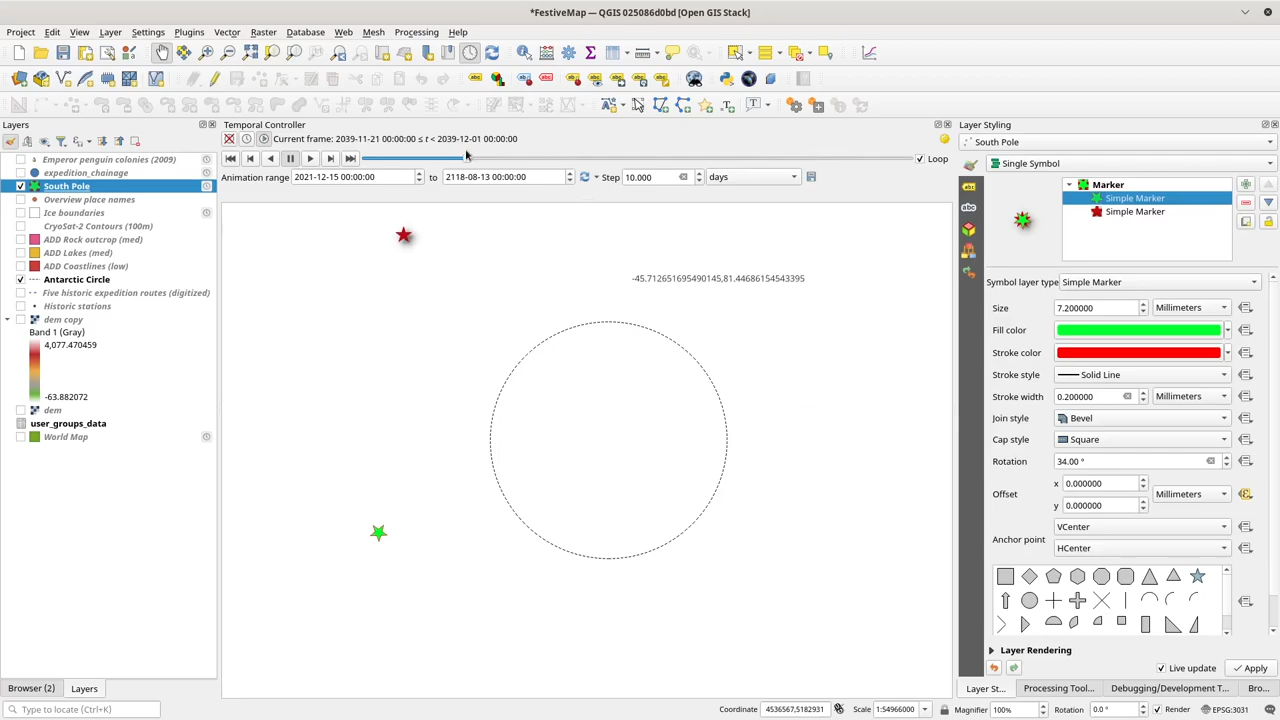 *FestiveMap — QGIS 025086d0bd [Open GIS Stack]
Project Edit View Layer Settings Plugins Vector Raster Database Web Mesh Processing Help
Layers
Emperor penguin colonies (2009)
expedition_chainage
South Pole
Overview place names
Ice boundaries
CryoSat-2 Contours (100m)
ADD Rock outcrop (med)
ADD Lakes (med)
ADD Coastlines (low)
Antarctic Circle
Five historic expedition routes (digitized)
Historic stations
dem copy
Band 1 (Gray)
4,077.470459
-63.882072
dem
user_groups_data
World Map
Browser (2) Layers
Temporal Controller
Current frame: 2039-11-21 00:00:00 ≤ t < 2039-12-01 00:00:00
Loop
Animation range 2021-12-15 00:00:00 to 2118-08-13 00:00:00 Step 10.000 days
-45.712651695490145,81.44686154543395
Layer Styling
South Pole
Single Symbol
Marker
Simple Marker
Simple Marker
Symbol layer type Simple Marker
Size 7.200000 Millimeters
Fill color
Stroke color
Stroke style Solid Line
Stroke width 0.200000 Millimeters
Join style Bevel
Cap style Square
Rotation 34.00 °
x 0.000000
Offset Millimeters
y 0.000000
VCenter
Anchor point
HCenter
Layer Rendering
Live update Apply
Layer St... Processing Tool... Debugging/Development T... Bro...
Type to locate (Ctrl+K) Coordinate 4536567,5182931 Scale 1:54966000 Magnifier 100% Rotation 0.0 ° Render EPSG:3031